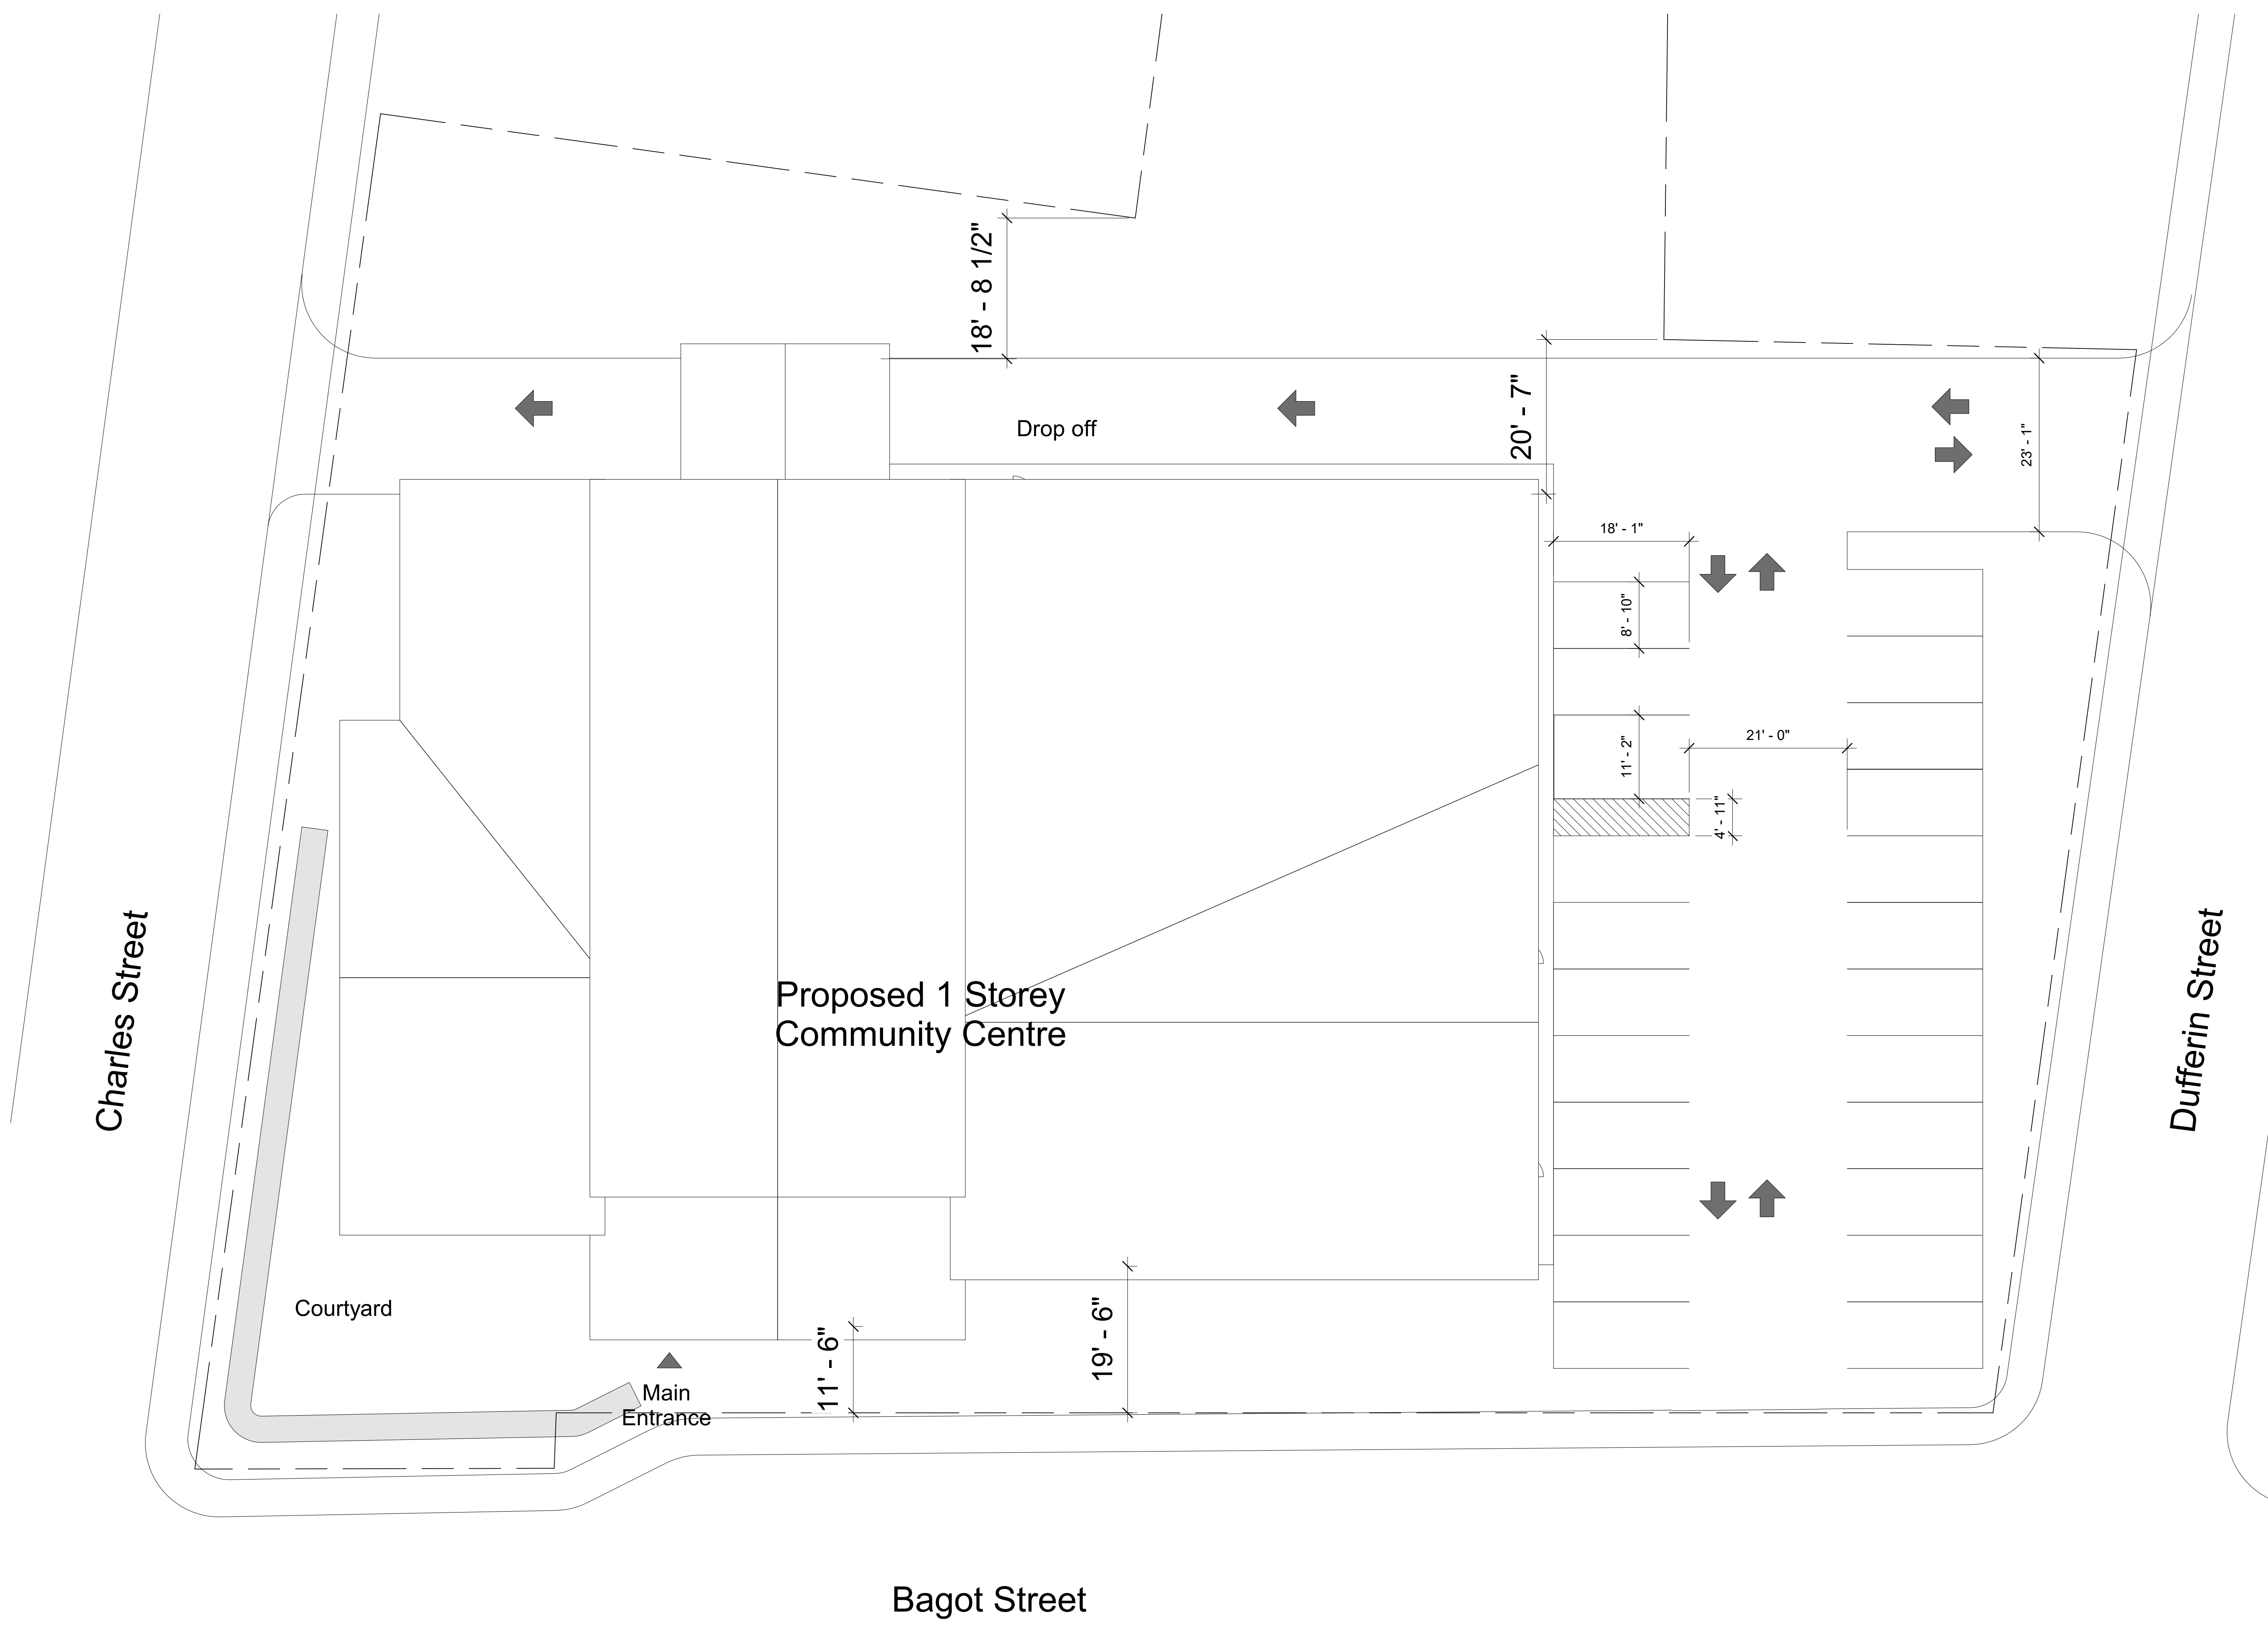 18' - 8 1/2"
20' - 7"
Drop off
23' - 1"
18' - 1"
8' - 10"
11' - 2"
21' - 0"
4' - 11"
Charles Street
Proposed 1 Storey
Community Centre
Dufferin Street
Courtyard
11' - 6"
19' - 6"
Main
Entrance
Bagot Street